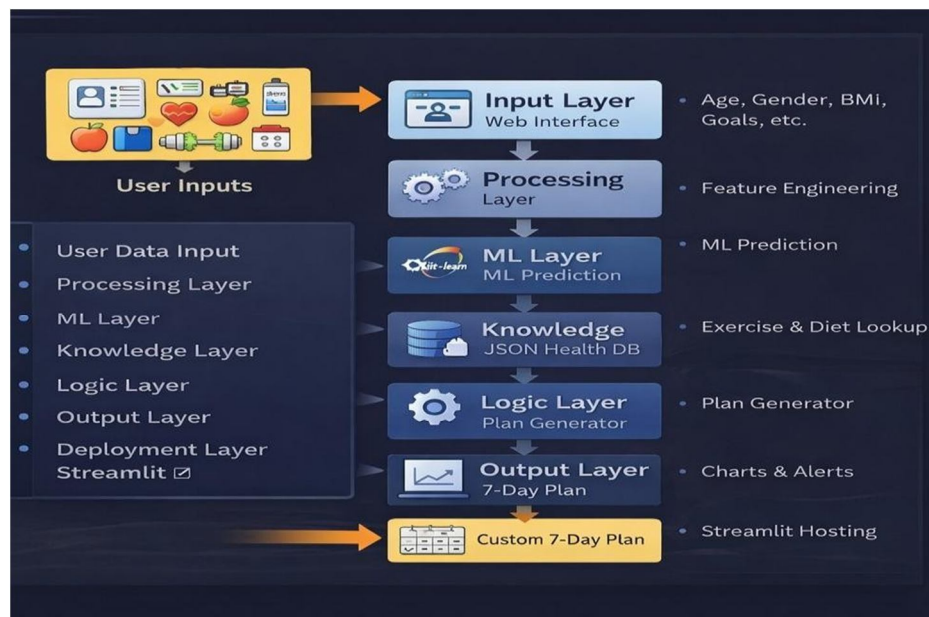 User Inputs
Input Layer
Web Interface
Age, Gender, BMi,
Goals, etc.
Processing
Layer
Feature Engineering
User Data Input
Processing Layer
ML Layer
Knowledge Layer
Logic Layer
Output Layer
Deployment Layer
Streamlit
ML Layer
ML Prediction
ML Prediction
Knowledge
JSON Health DB
Exercise & Diet Lookup
Logic Layer
Plan Generator
Plan Generator
Output Layer
7-Day Plan
Charts & Alerts
Custom 7-Day Plan
Streamlit Hosting